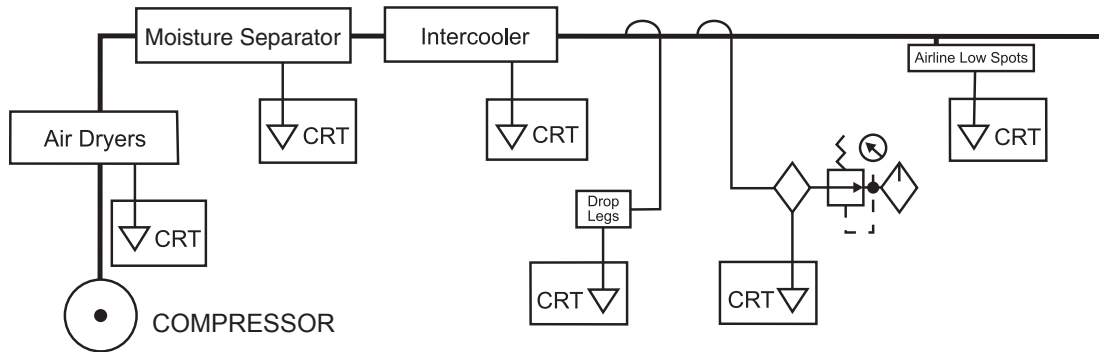 Moisture Separator
Intercooler
Airline Low Spots
CRT
CRT
CRT
Air Dryers
Drop
Legs
CRT
CRT
CRT
COMPRESSOR